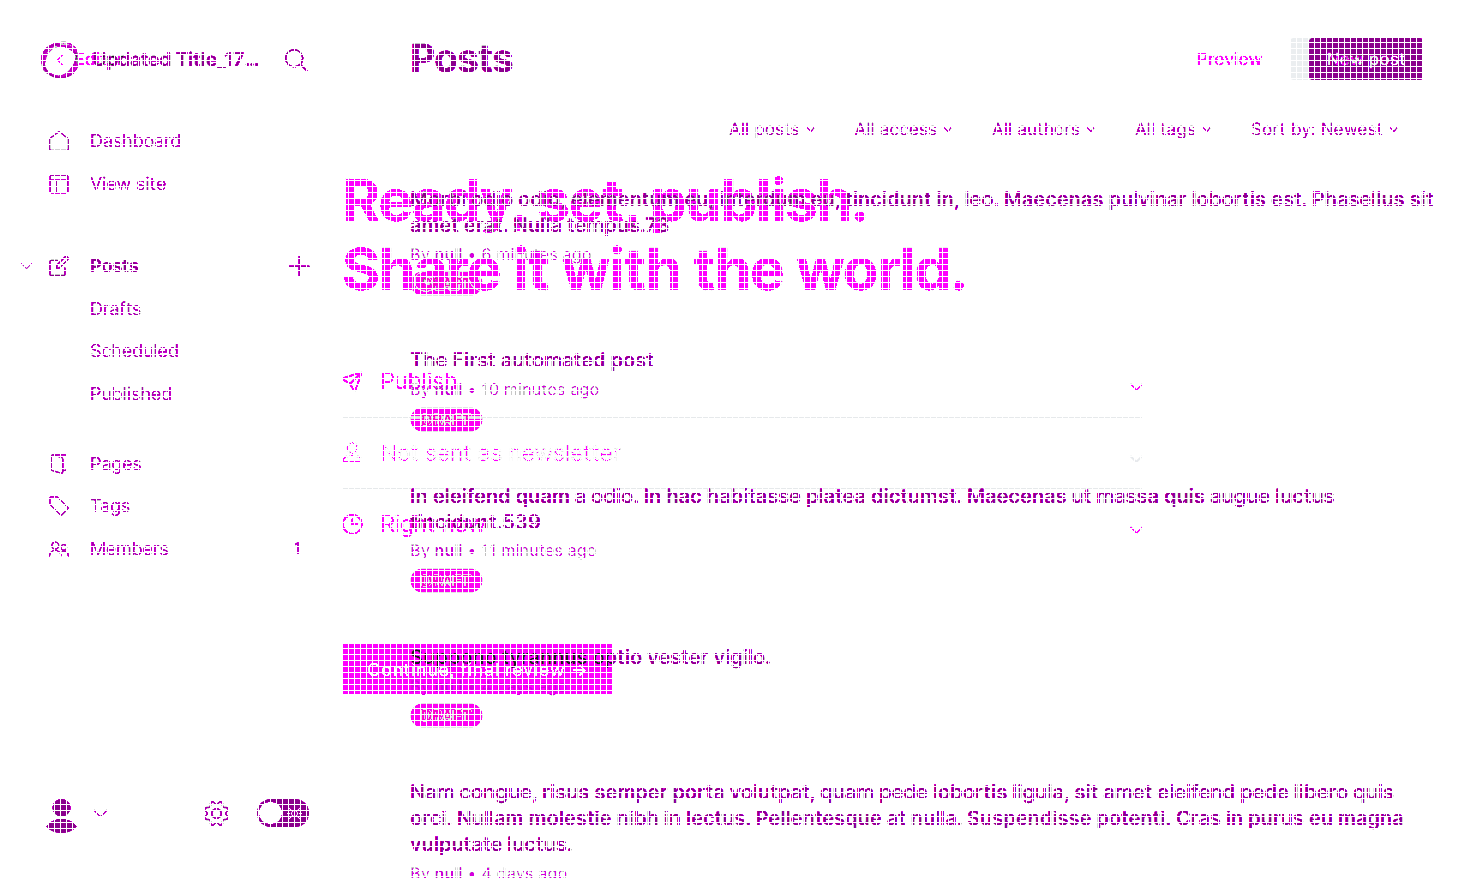 Updated Title_17...
Posts
Preview
New post
All posts
All access
All authors
All tags
Sort by: Newest
Dashboard
View site
Posts
Drafts
Scheduled
Published
Pages
Tags
Members
1
Ready, set, publish.
Share it with the world.
tincidunt in, leo. Maecenas pulvinar lobortis est. Phasellus sit
amet erat. Nulla tempus.78
By null • 6 minutes ago
The First automated post
Publish
By null • 10 minutes ago
DRAFT
Not sent as newsletter
In eleifend quam a odio. In hac habitasse platea dictumst. Maecenas ut massa quis augue luctus
tincidunt.539
Right now
By null • 11 minutes ago
DRAFT
optio vester vigilo.
Continue, final review →
DRAFT
Nam congue, risus semper porta volutpat, quam pede lobortis ligula, sit amet eleifend pede libero quis
orci. Nullam molestie nibh in lectus. Pellentesque at nulla. Suspendisse potenti. Cras in purus eu magna
vulputate luctus.
By null • 4 days ago